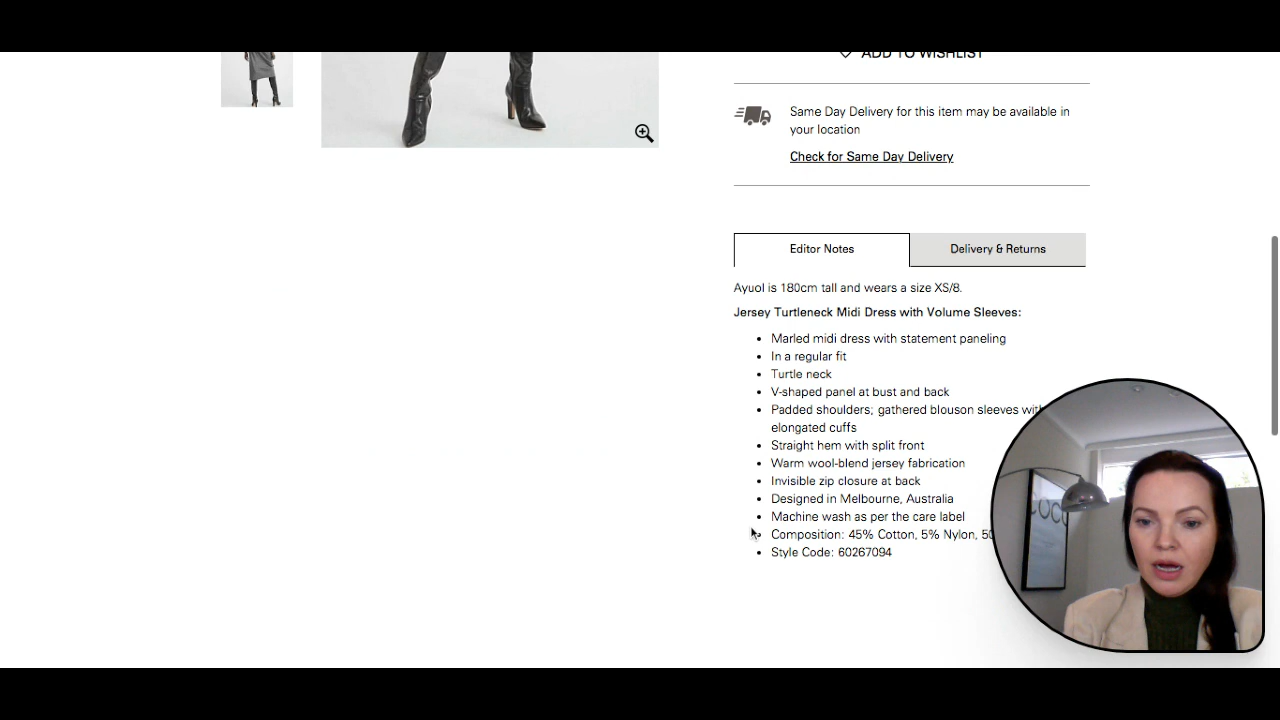 ADD TO WISHLIST
Same Day Delivery for this item may be available in
your location
Check for Same Day Delivery
Editor Notes
Delivery & Returns
Ayuol is 180cm tall and wears a size XS/8.
Jersey Turtleneck Midi Dress with Volume Sleeves:
Marled midi dress with statement paneling
In a regular fit
Turtle neck
V-shaped panel at bust and back
Padded shoulders; gathered blouson sleeves with
elongated cuffs
Straight hem with split front
Warm wool-blend jersey fabrication
Invisible zip closure at back
Designed in Melbourne, Australia
Machine wash as per the care label
Composition: 45% Cotton, 5% Nylon,
Style Code: 60267094